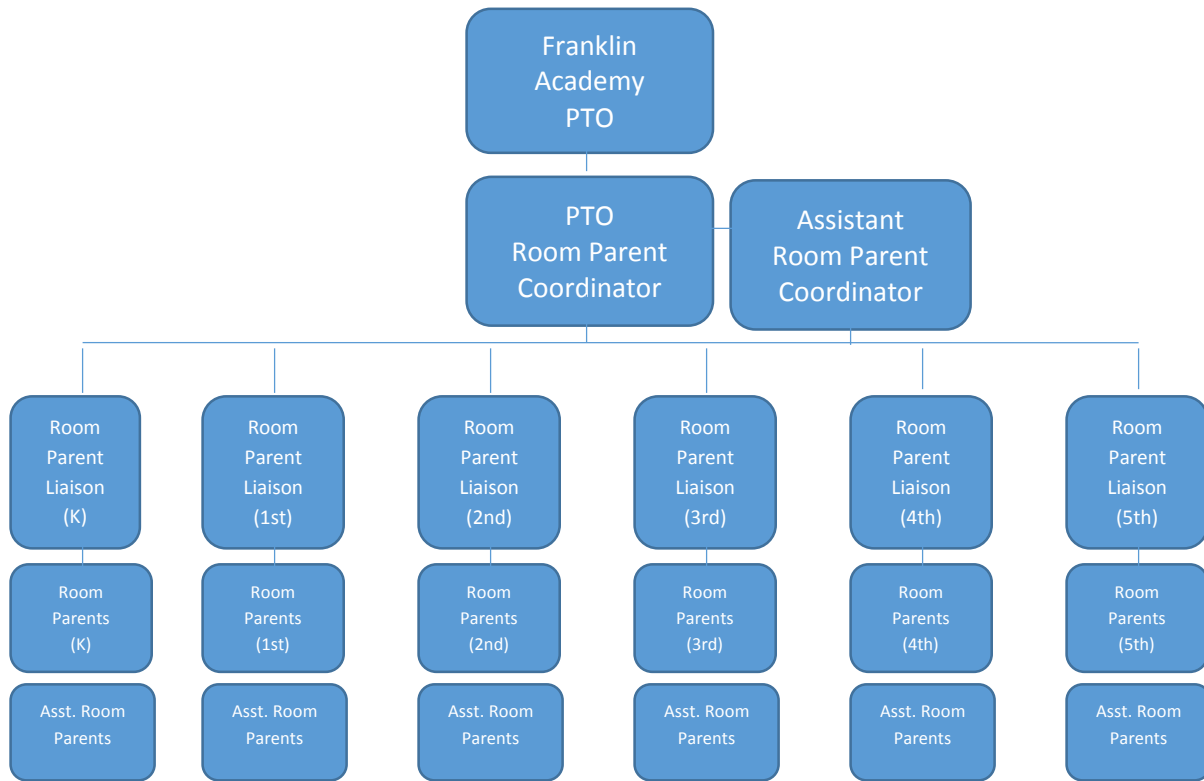 Franklin
Academy
PTO
PTO
Room Parent
Coordinator
Assistant
Room Parent
Coordinator
Room
Parent
Liaison
(K)
Room
Parent
Liaison
(1st)
Room
Parent
Liaison
(2nd)
Room
Parent
Liaison
(3rd)
Room
Parent
Liaison
(4th)
Room
Parent
Liaison
(5th)
Room
Parents
(K)
Room
Parents
(1st)
Room
Parents
(2nd)
Room
Parents
(3rd)
Room
Parents
(4th)
Room
Parents
(5th)
Asst. Room
Parents
Asst. Room
Parents
Asst. Room
Parents
Asst. Room
Parents
Asst. Room
Parents
Asst. Room
Parents